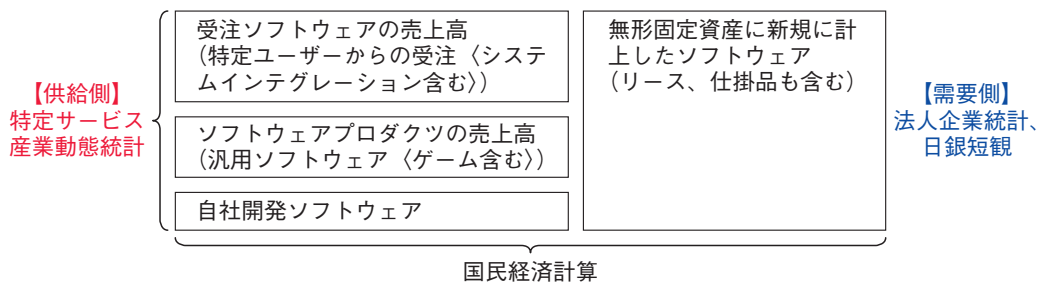 【供給側】
特定サービス
産業動態統計
受注ソフトウェアの売上高
（特定ユーザーからの受注〈システ
ムインテグレーション含む〉）
ソフトウェアプロダクツの売上高
（汎用ソフトウェア〈ゲーム含む〉）
自社開発ソフトウェア
無形固定資産に新規に計
上したソフトウェア
（リース、仕掛品も含む）
【需要側】
法人企業統計、
日銀短観
国民経済計算